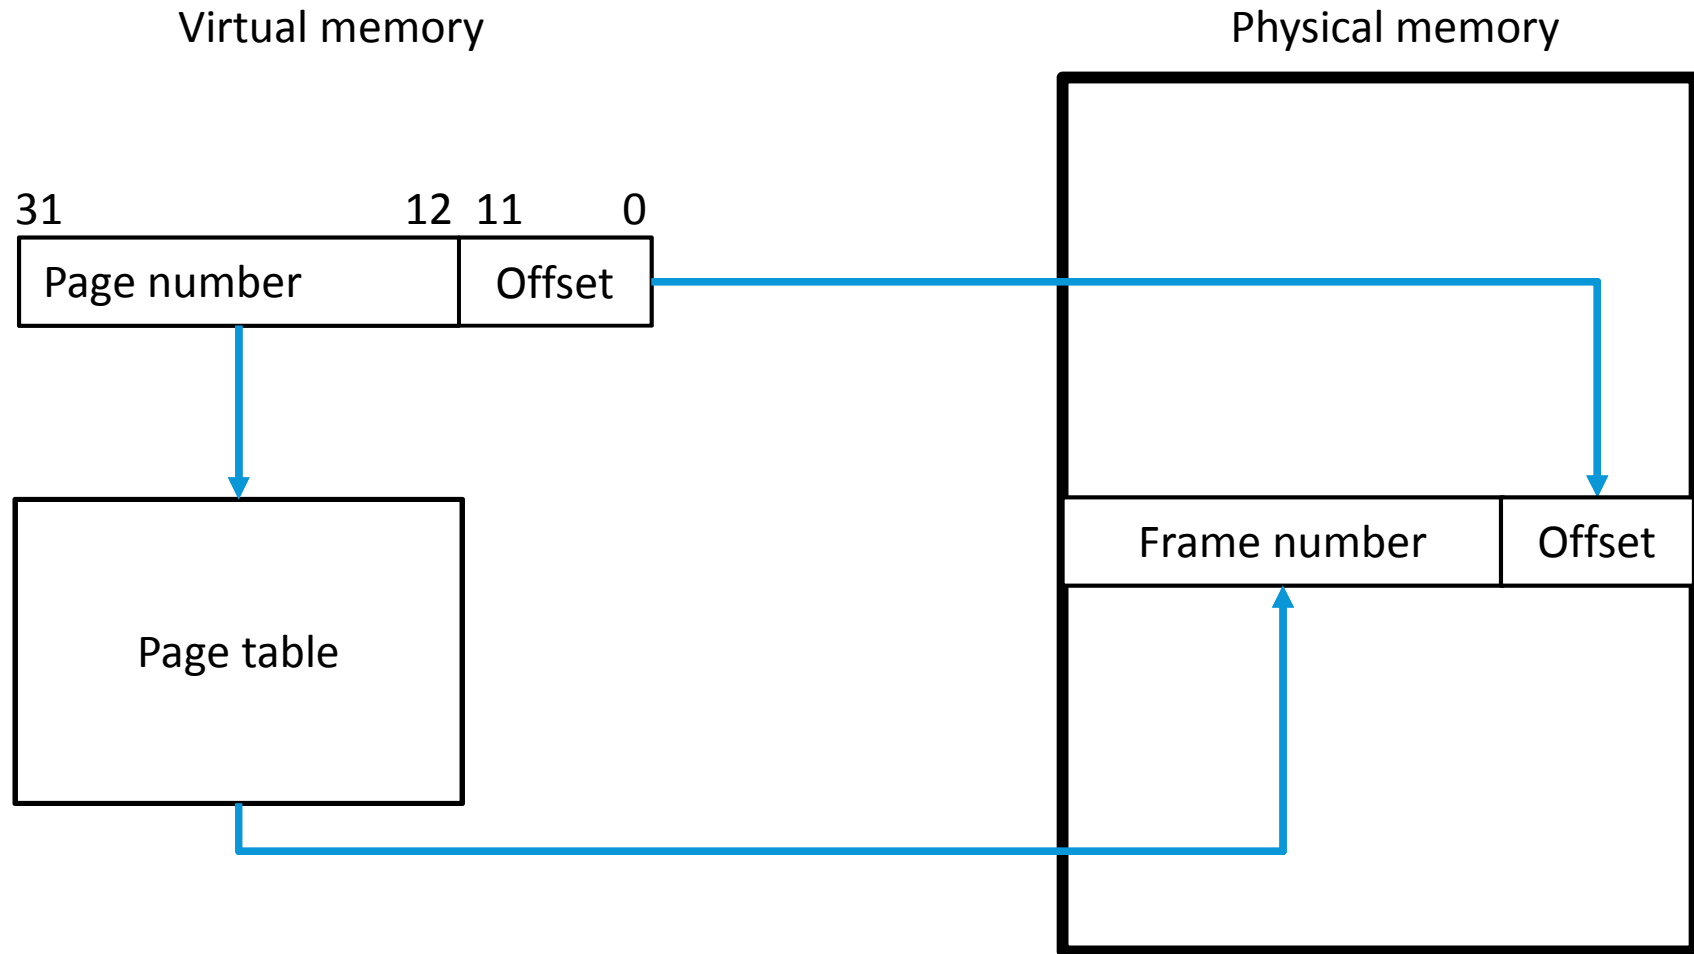 Virtual memory
Physical memory
31 12 11 0
Page number Offset
Frame number Offset
Page table